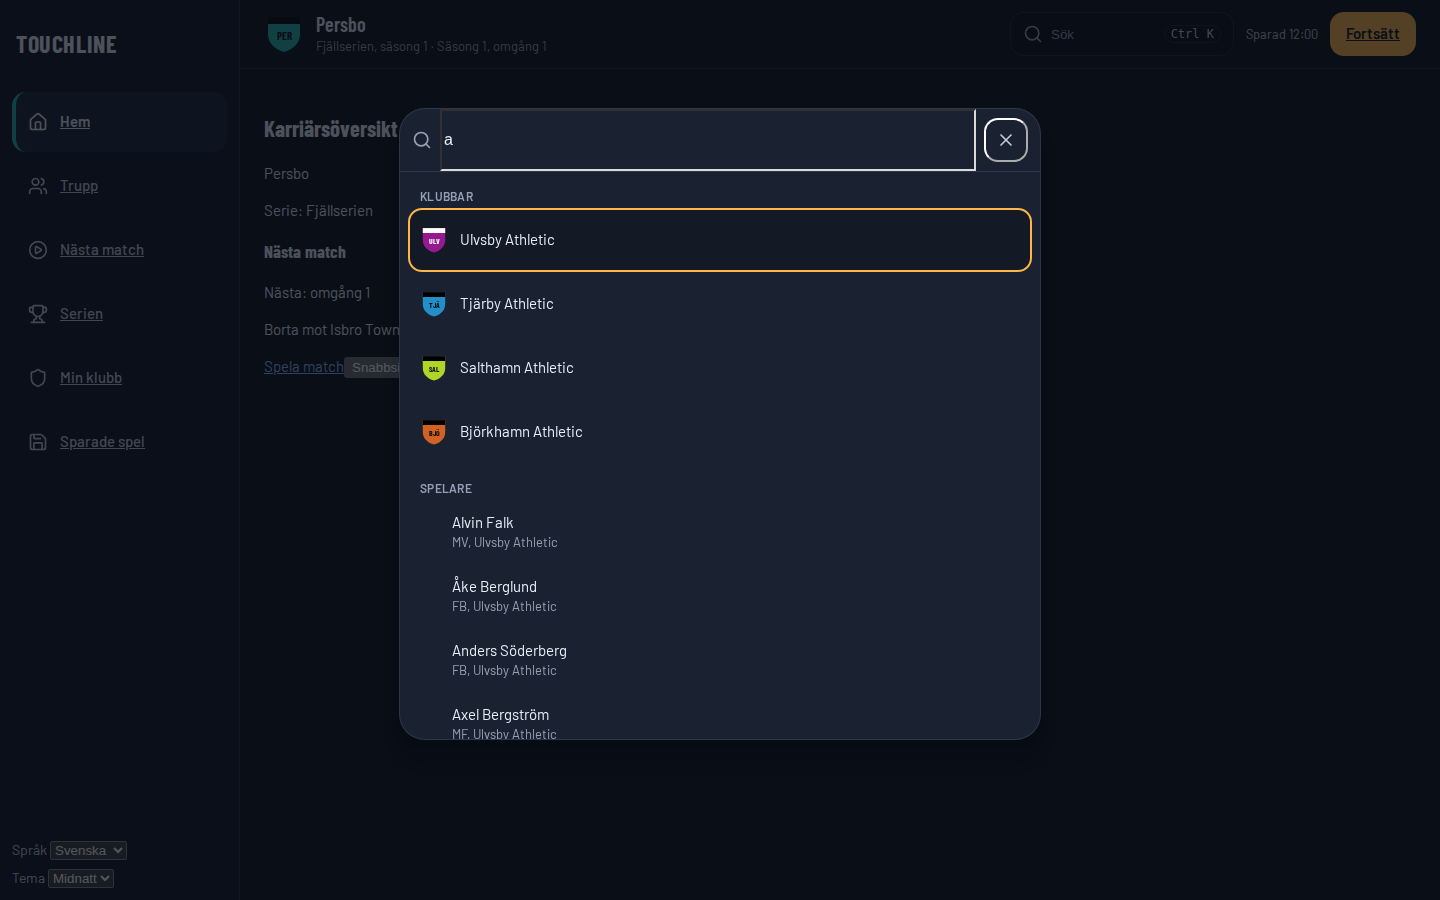 TOUCHLINE
Hem
Trupp
Nästa match
Serien
Min klubb
Sparade spel
Språk Svenska
Tema Midnatt
PER
Persbo
Fjällserien, säsong 1 · Säsong 1, omgång 1
Sök Ctrl K
Sparad 12:00
Fortsätt
Karriärsöversikt
Persbo
Serie: Fjällserien
Nästa match
Nästa: omgång 1
Borta mot Isbro Town
Spela match Snabbsi
a
KLUBBAR
ULV Ulvsby Athletic
TJÄ Tjärby Athletic
SAL Salthamn Athletic
BJÖ Björkhamn Athletic
SPELARE
Alvin Falk
MV, Ulvsby Athletic
Åke Berglund
FB, Ulvsby Athletic
Anders Söderberg
FB, Ulvsby Athletic
Axel Bergström
MF, Ulvsby Athletic